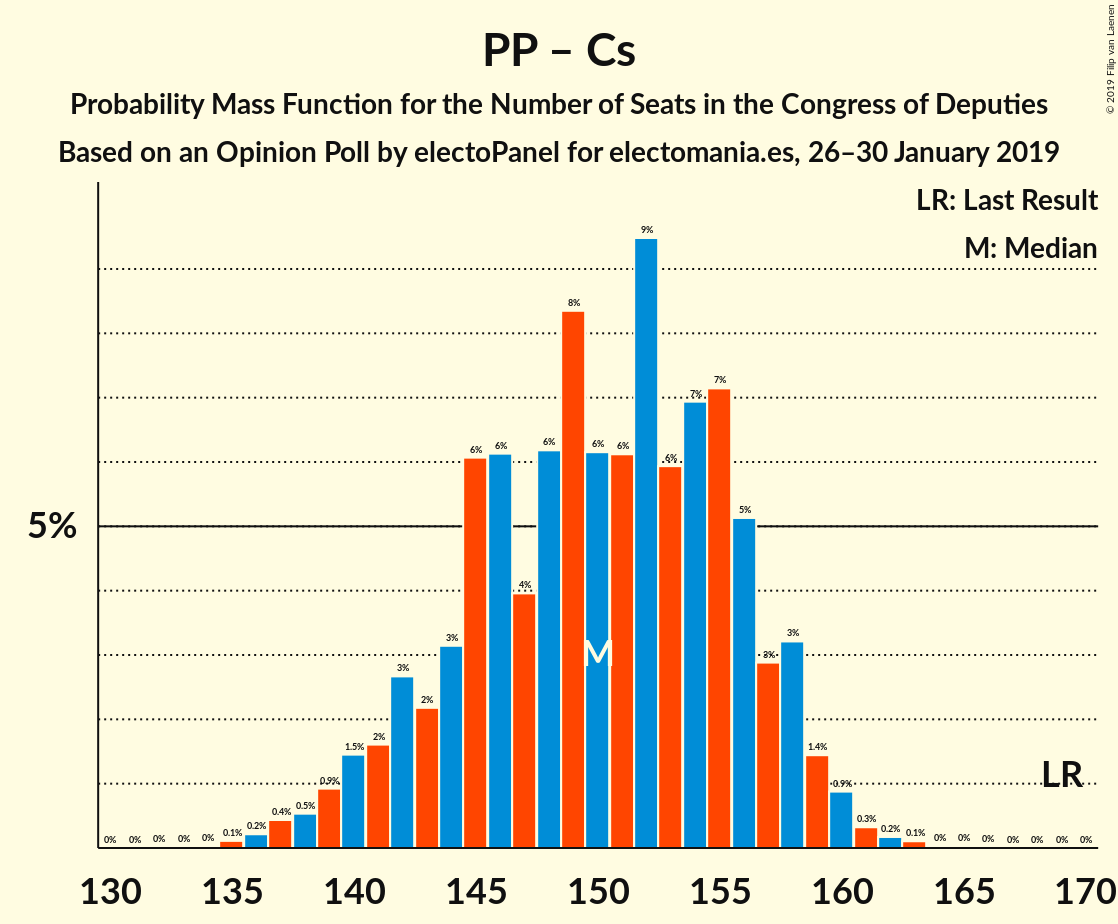 © 2019 Filip van Laenen
PP – Cs
Probability Mass Function for the Number of Seats in the Congress of Deputies
Based on an Opinion Poll by electoPanel for electomania.es, 26–30 January 2019
LR: Last Result
M: Median
5%
0% 0% 0% 0% 0% 0.1% 0.2% 0.4% 0.5% 0.9% 1.5% 2% 3% 2% 3% 6% 6% 4% 6% 8% 6% 6% 9% 6% 7% 7% 5% 3% 3% 1.4% 0.9% 0.3% 0.2% 0.1% 0% 0% 0% 0% 0% 0% 0%
M
LR
130 135 140 145 150 155 160 165 170